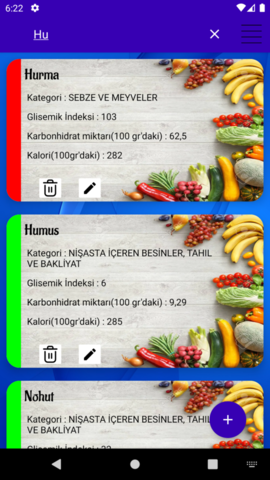 6:22
Hu
Hurma
Kategori : SEBZE VE MEYVELER
Glisemik İndeksi : 103
Karbonhidrat miktarı(100 gr'daki) : 62,5
Kalori(100gr'daki) : 282
Humus
Kategori : NİŞASTA İÇEREN BESİNLER, TAHIL
VE BAKLİYAT
Glisemik İndeksi : 6
Karbonhidrat miktarı(100 gr'daki) : 9,29
Kalori(100gr'daki) : 285
Nohut
Kategori : NİŞASTA İÇEREN BESİNLER, TAHIL
VE BAKLİYAT